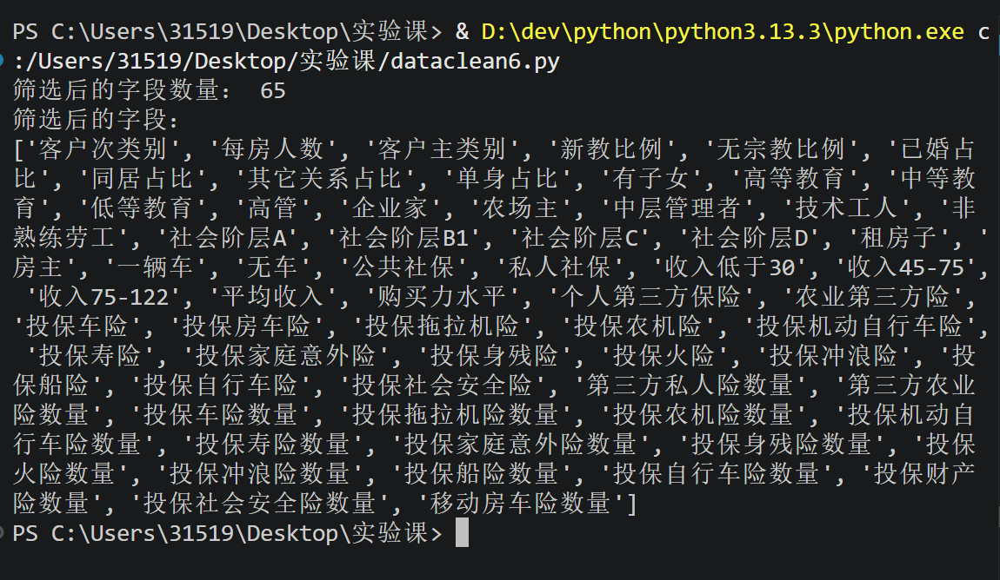 PS C:\Users\31519\Desktop\实验课> & D:\dev\python\python3.13.3\python.exe c
:/Users/31519/Desktop/实验课/dataclean6.py
筛选后的字段数量： 65
筛选后的字段：
['客户次类别', '每房人数', '客户主类别', '新教比例', '无宗教比例', '已婚占
比', '同居占比', '其它关系占比', '单身占比', '有子女', '高等教育', '中等教
育', '低等教育', '高管', '企业家', '农场主', '中层管理者', '技术工人', '非
熟练劳工', '社会阶层A', '社会阶层B1', '社会阶层C', '社会阶层D', '租房子', '
房主', '一辆车', '无车', '公共社保', '私人社保', '收入低于30', '收入45-75',
'收入75-122', '平均收入', '购买力水平', '个人第三方保险', '农业第三方险',
'投保车险', '投保房车险', '投保拖拉机险', '投保农机险', '投保机动自行车险',
'投保寿险', '投保家庭意外险', '投保身残险', '投保火险', '投保冲浪险', '投
保船险', '投保自行车险', '投保社会安全险', '第三方私人险数量', '第三方农业
险数量', '投保车险数量', '投保拖拉机险数量', '投保农机险数量', '投保机动自
行车险数量', '投保寿险数量', '投保家庭意外险数量', '投保身残险数量', '投保
火险数量', '投保冲浪险数量', '投保船险数量', '投保自行车险数量', '投保财产
险数量', '投保社会安全险数量', '移动房车险数量']
PS C:\Users\31519\Desktop\实验课>